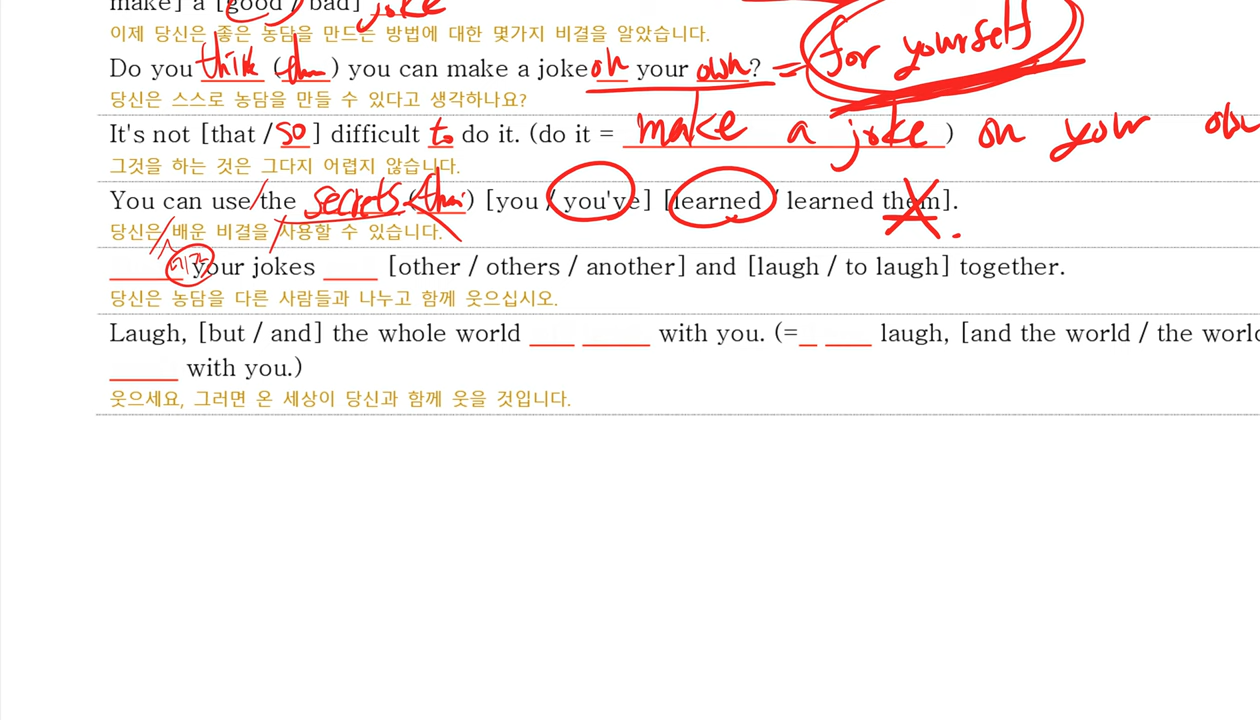 make] a [good / bad] joke
이제 당신은 좋은 농담을 만드는 방법에 대한 몇가지 비결을 알았습니다.
Do you think (that) you can make a joke on your own? = for yourself
당신은 스스로 농담을 만들 수 있다고 생각하나요?
It's not [that / so ] difficult to do it. (do it = make a joke ) on your own
그것을 하는 것은 그다지 어렵지 않습니다.
You can use / the secrets (that) [you / you've] [learned / learned them].
당신은 배운 비결을 사용할 수 있습니다.
your jokes [other / others / another] and [laugh / to laugh] together.
당신은 농담을 다른 사람들과 나누고 함께 웃으십시오.
Laugh, [but / and] the whole world with you. (= laugh, [and the world / the world
with you.)
웃으세요, 그러면 온 세상이 당신과 함께 웃을 것입니다.